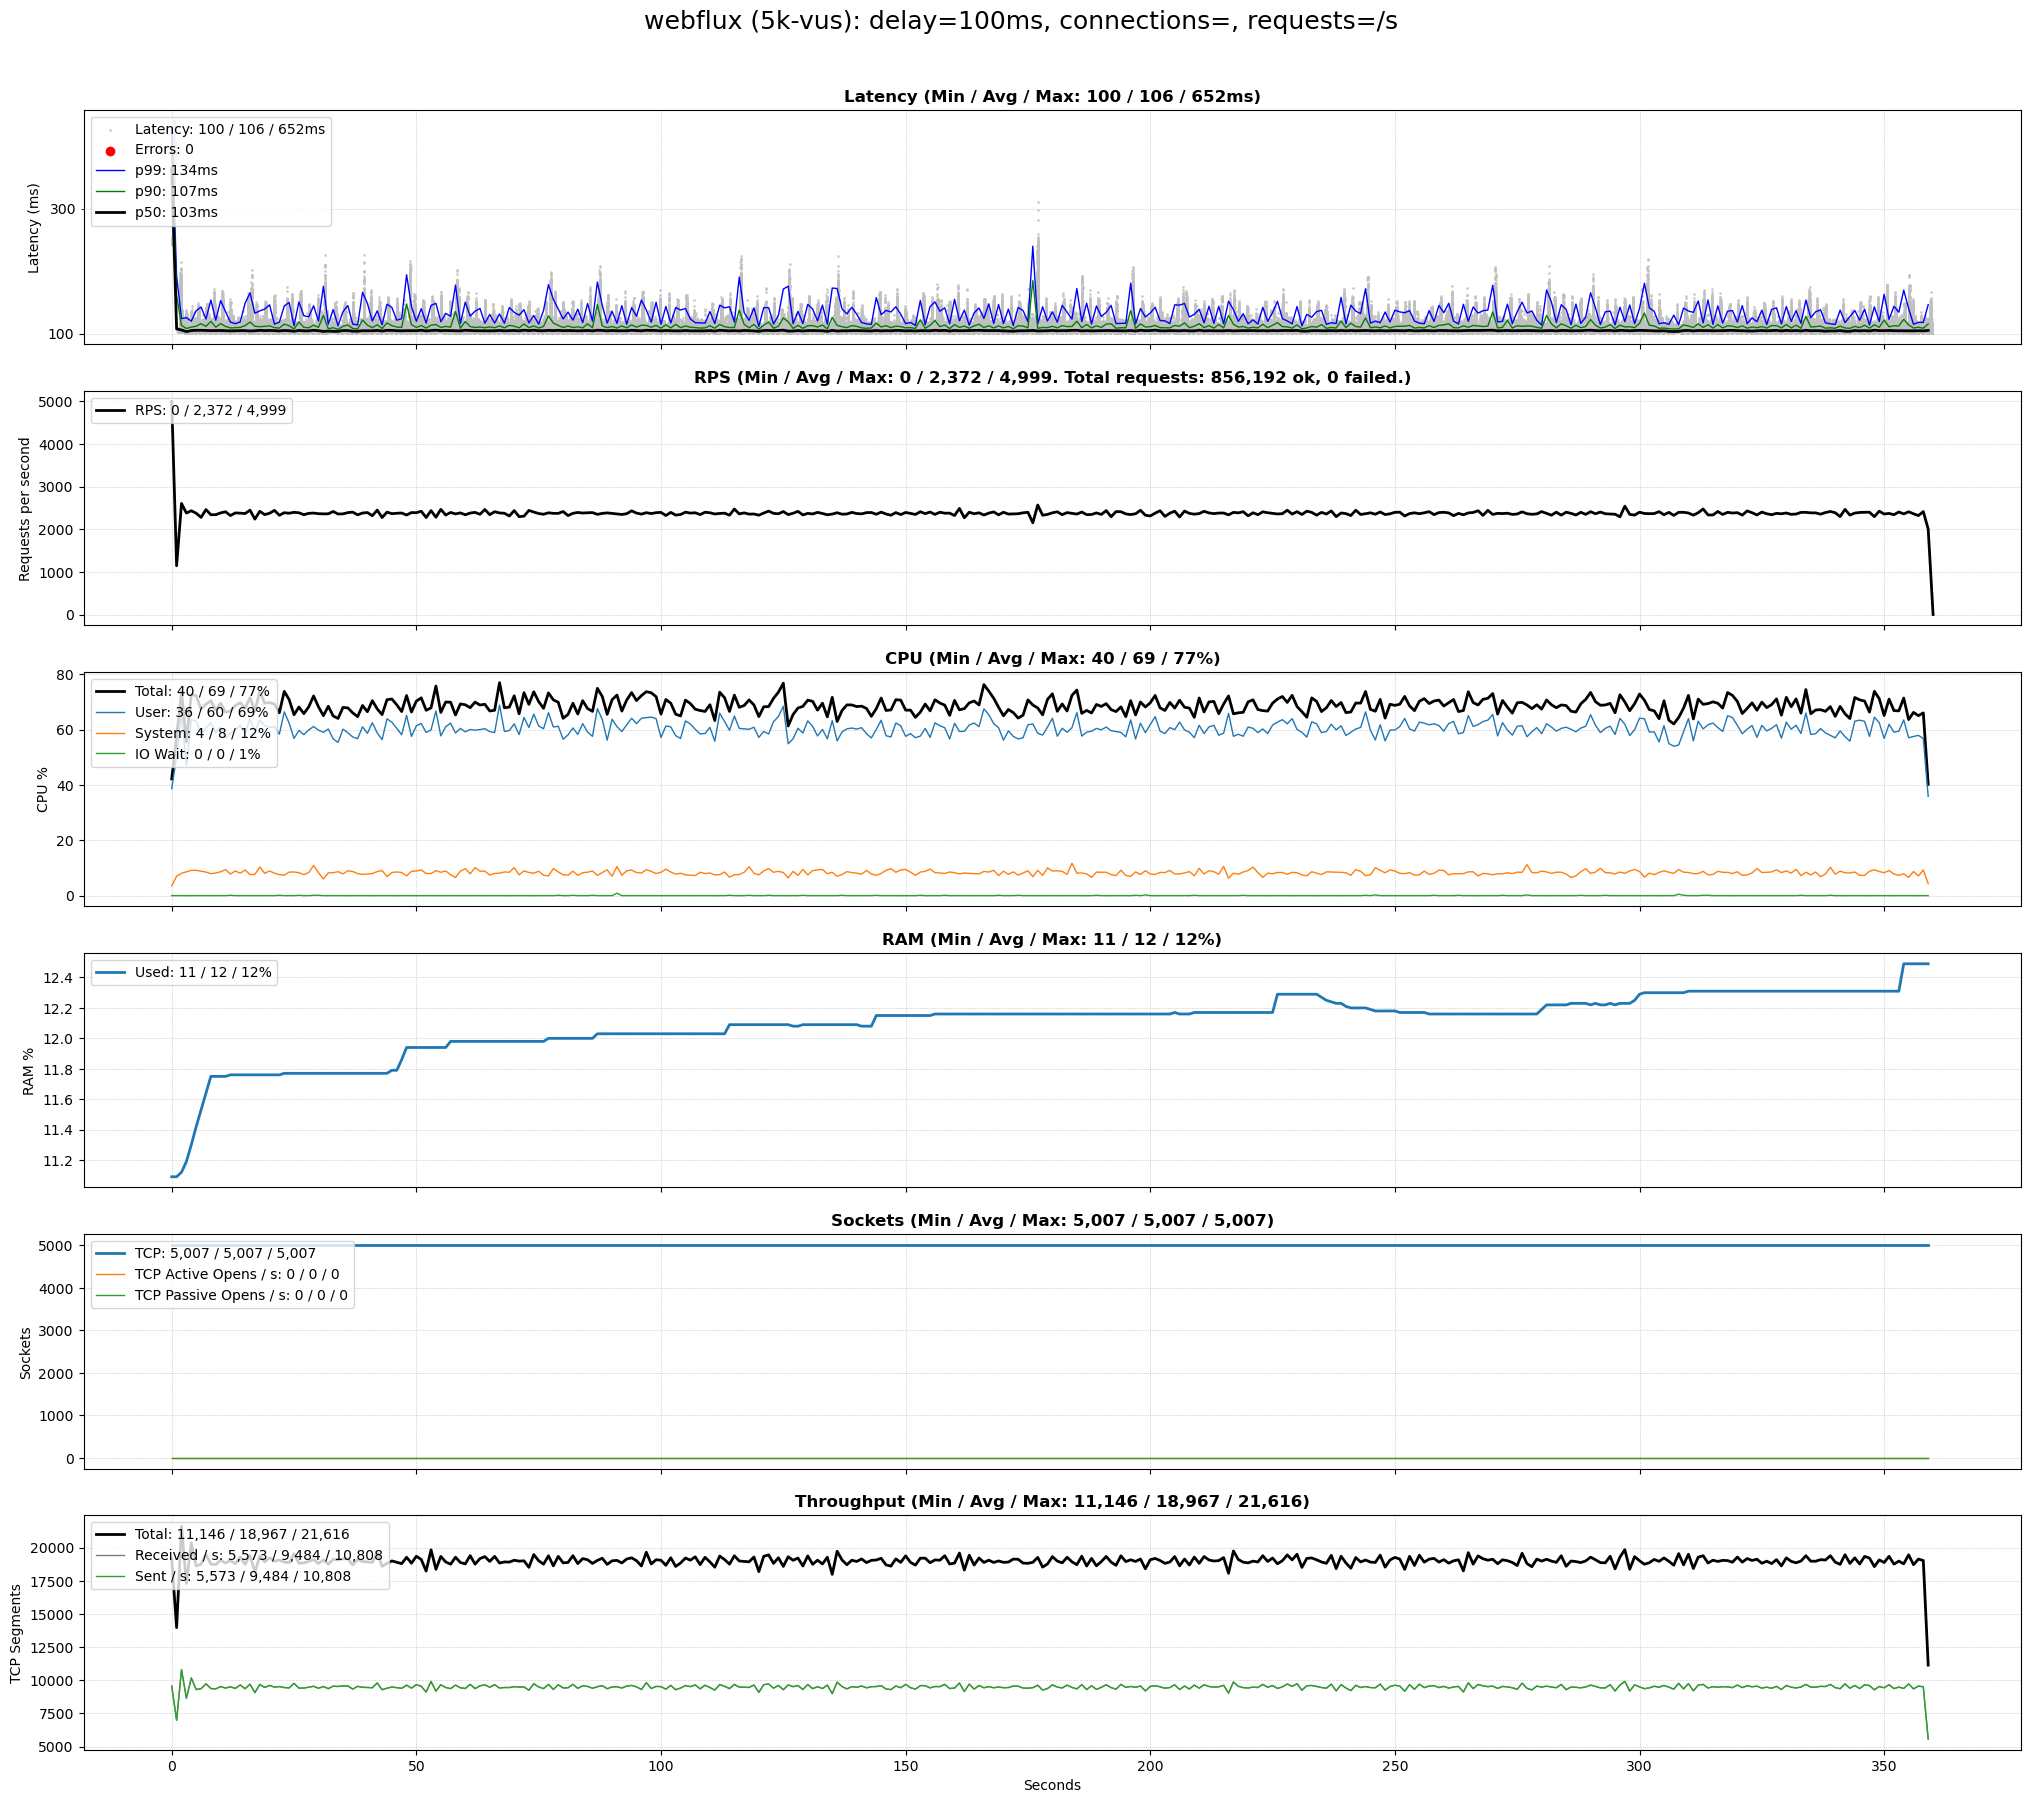 webflux (5k-vus): delay=100ms, connections=, requests=/s
Latency (Min / Avg / Max: 100 / 106 / 652ms)
Latency: 100 / 106 / 652ms
Errors: 0
p99: 134ms
p90: 107ms
p50: 103ms
Latency (ms)
300
100
RPS (Min / Avg / Max: 0 / 2,372 / 4,999. Total requests: 856,192 ok, 0 failed.)
RPS: 0 / 2,372 / 4,999
Requests per second
5000
4000
3000
2000
1000
0
CPU (Min / Avg / Max: 40 / 69 / 77%)
Total: 40 / 69 / 77%
User: 36 / 60 / 69%
System: 4 / 8 / 12%
IO Wait: 0 / 0 / 1%
CPU %
80
60
40
20
0
RAM (Min / Avg / Max: 11 / 12 / 12%)
Used: 11 / 12 / 12%
RAM %
12.4
12.2
12.0
11.8
11.6
11.4
11.2
Sockets (Min / Avg / Max: 5,007 / 5,007 / 5,007)
TCP: 5,007 / 5,007 / 5,007
TCP Active Opens / s: 0 / 0 / 0
TCP Passive Opens / s: 0 / 0 / 0
Sockets
5000
4000
3000
2000
1000
0
Throughput (Min / Avg / Max: 11,146 / 18,967 / 21,616)
Total: 11,146 / 18,967 / 21,616
Received / s: 5,573 / 9,484 / 10,808
Sent / s: 5,573 / 9,484 / 10,808
TCP Segments
20000
17500
15000
12500
10000
7500
5000
0 50 100 150 200 250 300 350
Seconds